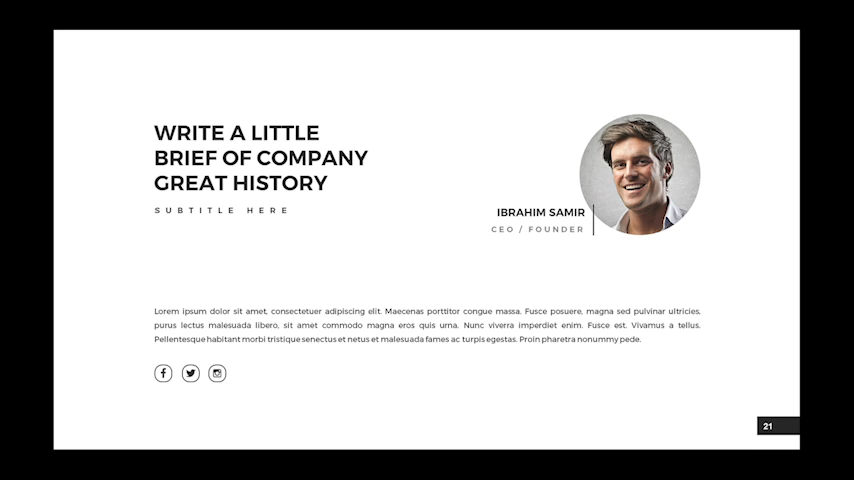 WRITE A LITTLE
BRIEF OF COMPANY
GREAT HISTORY
SUBTITLE HERE
IBRAHIM SAMIR
CEO / FOUNDER
Lorem ipsum dolor sit amet, consectetuer adipiscing elit. Maecenas porttitor congue massa. Fusce posuere, magna sed pulvinar ultricies,
purus lectus malesuada libero, sit amet commodo magna eros quis urna. Nunc viverra imperdiet enim. Fusce est. Vivamus a tellus.
Pellentesque habitant morbi tristique senectus et netus et malesuada fames ac turpis egestas. Proin pharetra nonummy pede.
21